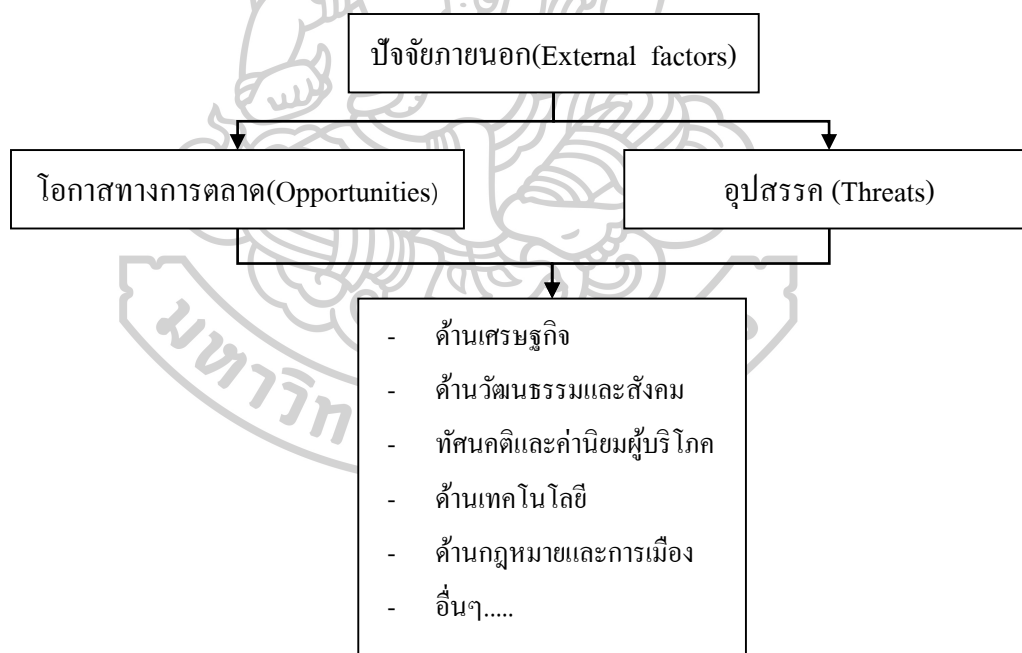 ปัจจัยภายนอก(External factors)
โอกาสทางการตลาด(Opportunities)
อุปสรรค (Threats)
- ด้านเศรษฐกิจ
- ด้านวัฒนธรรมและสังคม
- ทัศนคติและค่านิยมผู้บริโภค
- ด้านเทคโนโลยี
- ด้านกฎหมายและการเมือง
- อื่นๆ.....
มหาวิท